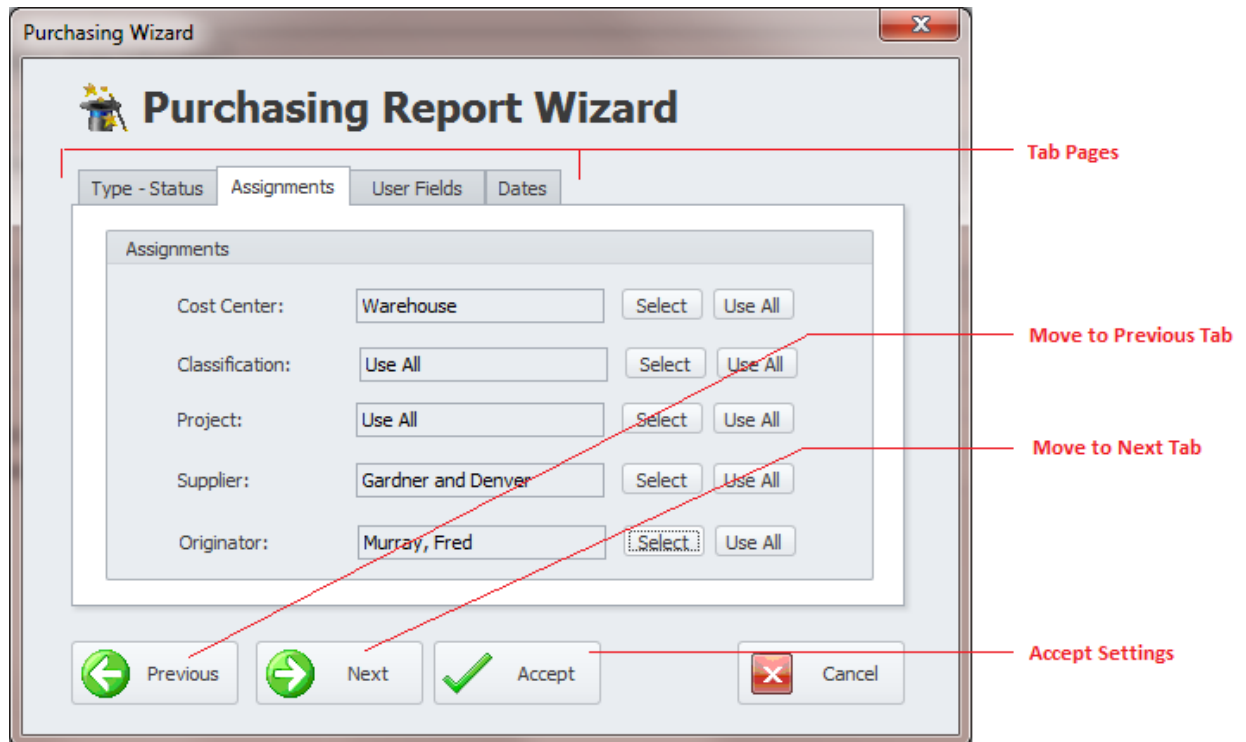 Purchasing Wizard
Purchasing Report Wizard
Tab Pages
Type - Status Assignments User Fields Dates
Assignments
Cost Center: Warehouse Select Use All
Move to Previous Tab
Classification: Use All Select Use All
Project: Use All Select Use All
Move to Next Tab
Supplier: Gardner and Denver Select Use All
Originator: Murray, Fred Select Use All
Accept Settings
Previous Next Accept Cancel